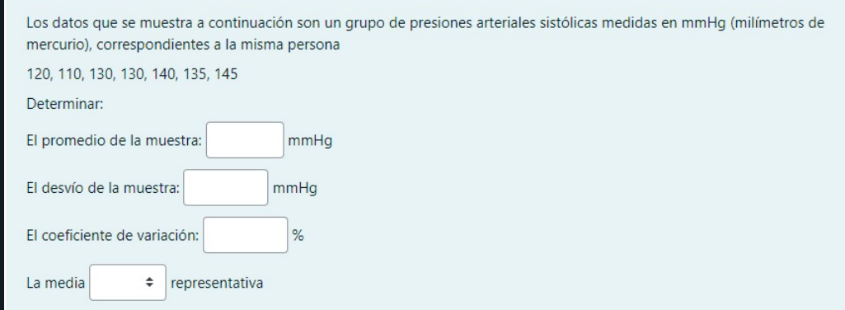 Los datos que se muestra a continuación son un grupo de presiones arteriales sistólicas medidas en mmHg (milímetros de
mercurio), correspondientes a la misma persona
120, 110, 130, 130, 140, 135, 145
Determinar:
El promedio de la muestra: mmHg
El desvío de la muestra: mmHg
El coeficiente de variación: %
La media representativa